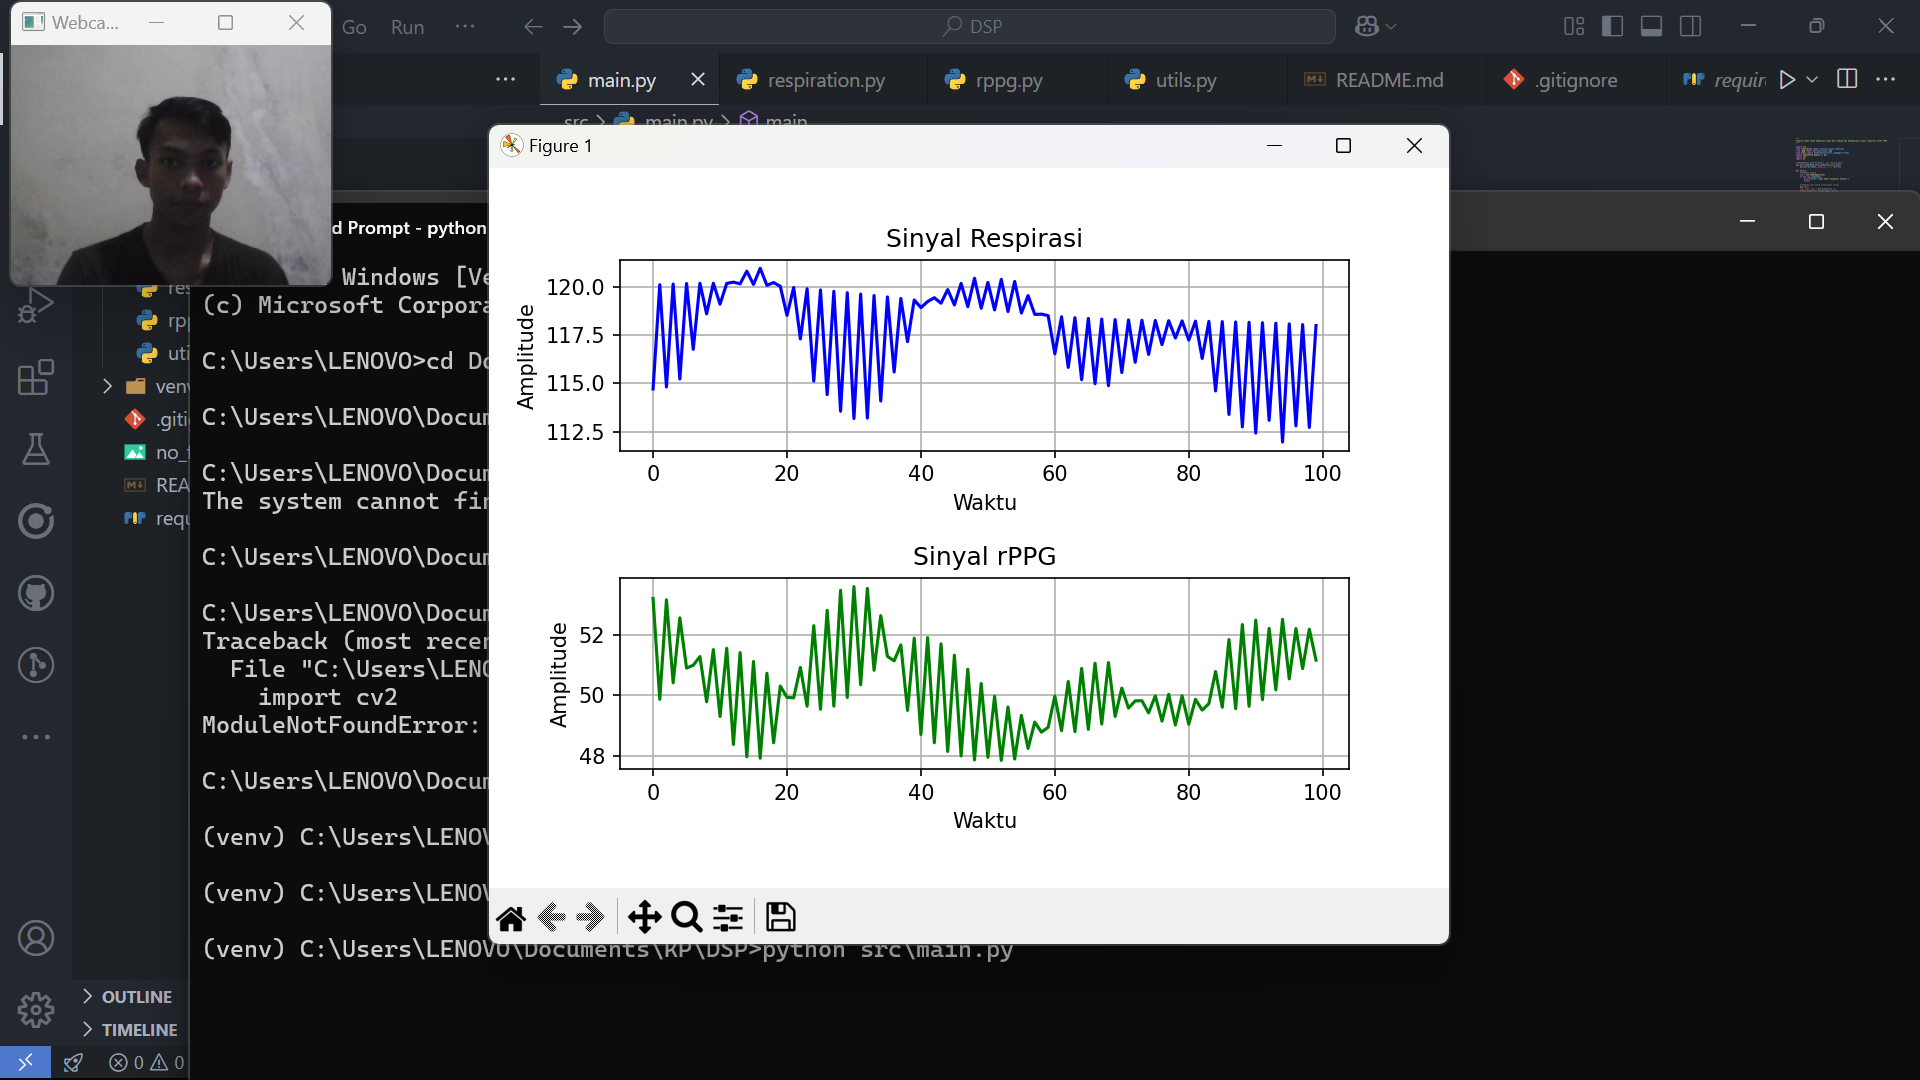 Webca...
Go
Run
DSP
main.py
respiration.py
rppg.py
utils.py
README.md
.gitignore
requir
src > main.py > main
Figure 1
d Prompt - python
Windows [Ve
(c) Microsoft Corpora
C:\Users\LENOVO>cd Do
C:\Users\LENOVO\Docum
C:\Users\LENOVO\Docum
The system cannot fin
C:\Users\LENOVO\Docum
C:\Users\LENOVO\Docum
Traceback (most recen
File "C:\Users\LENO
import cv2
ModuleNotFoundError:
C:\Users\LENOVO\Docum
(venv) C:\Users\LENOV
(venv) C:\Users\LENOV
(venv) C:\Users\LENOVO\Documents\KP\DSP>python src\main.py
res
rpp
uti
venv
.giti
no_f
REA
requ
OUTLINE
TIMELINE
0 0
Sinyal Respirasi
Amplitude
120.0
117.5
115.0
112.5
0 20 40 60 80 100
Waktu
Sinyal rPPG
Amplitude
52
50
48
0 20 40 60 80 100
Waktu